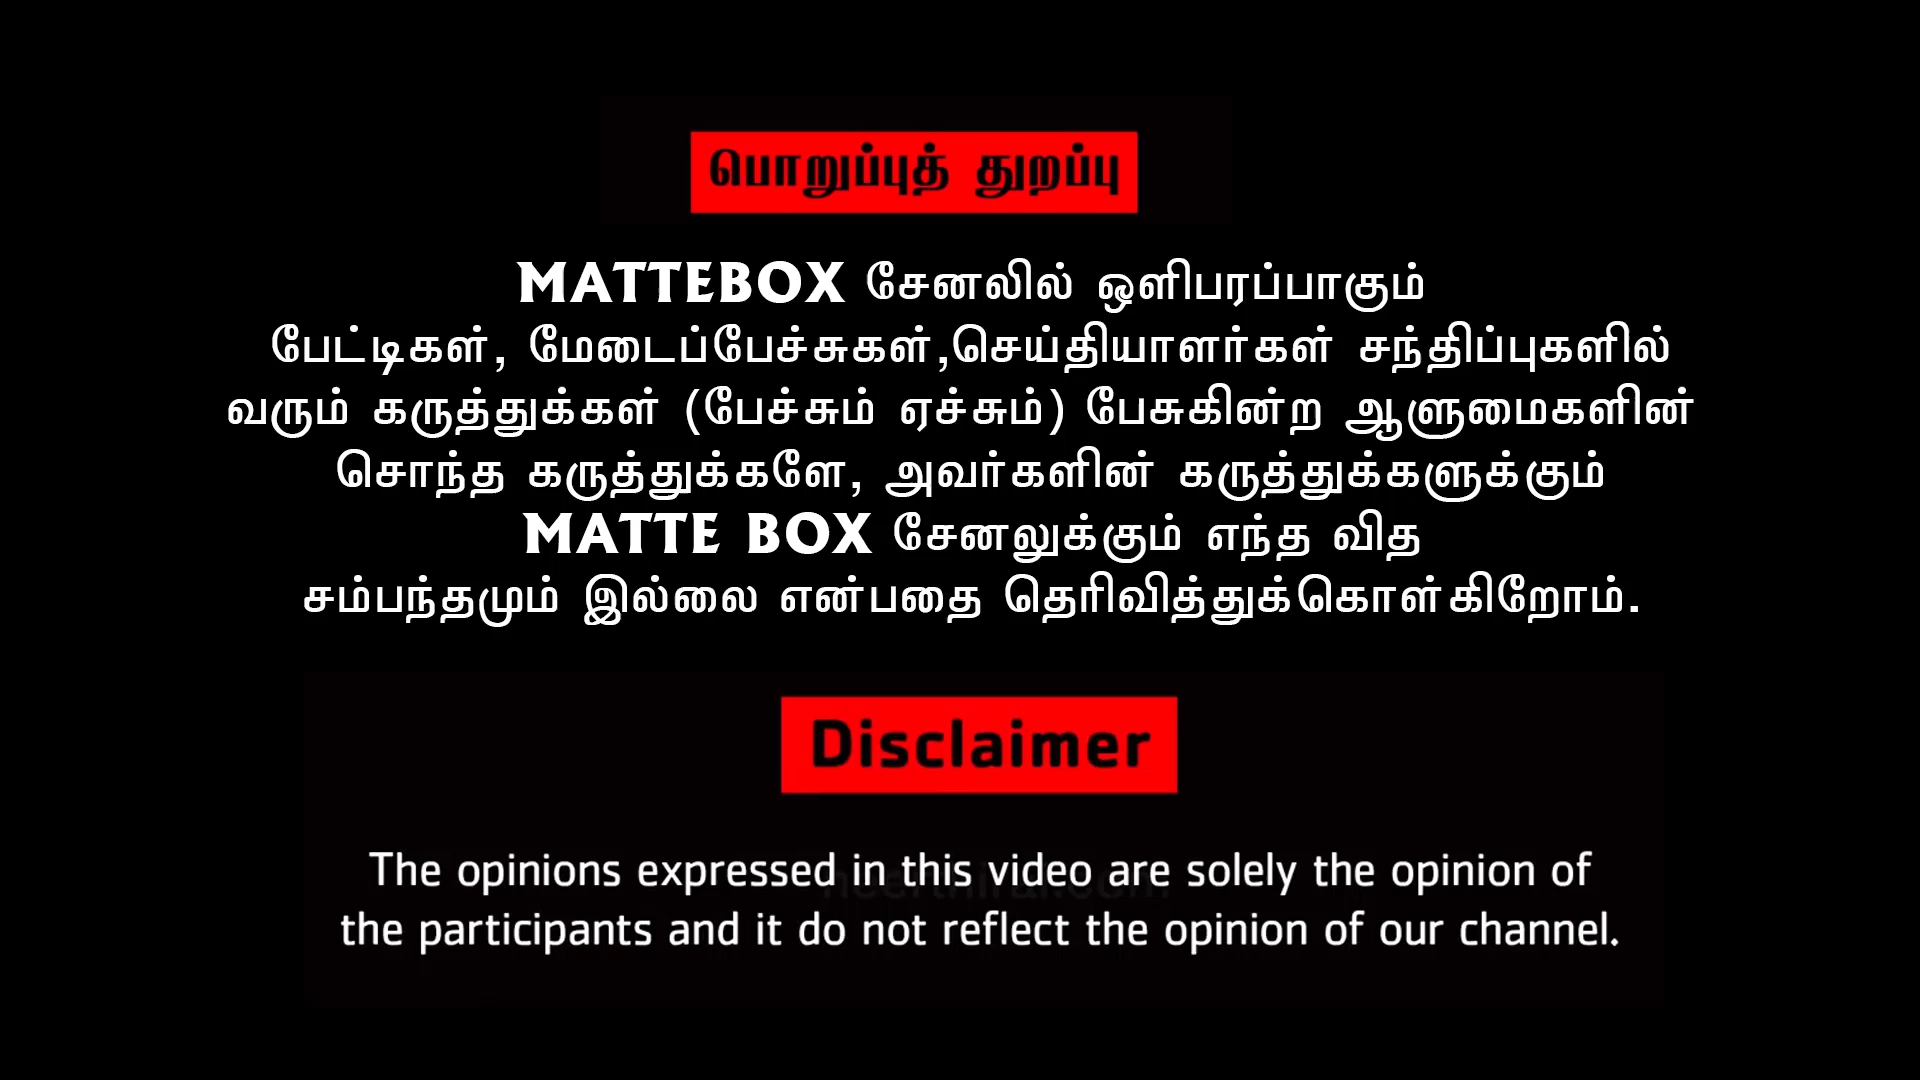 பொறுப்புத் துறப்பு
MATTEBOX சேனலில் ஒளிபரப்பாகும்
பேட்டிகள், மேடைப்பேச்சுகள்,செய்தியாளர்கள் சந்திப்புகளில்
வரும் கருத்துக்கள் (பேச்சும் ஏச்சும்) பேசுகின்ற ஆளுமைகளின்
சொந்த கருத்துக்களே, அவர்களின் கருத்துக்களுக்கும்
MATTE BOX சேனலுக்கும் எந்த வித
சம்பந்தமும் இல்லை என்பதை தெரிவித்துக்கொள்கிறோம்.
Disclaimer
The opinions expressed in this video are solely the opinion of
the participants and it do not reflect the opinion of our channel.